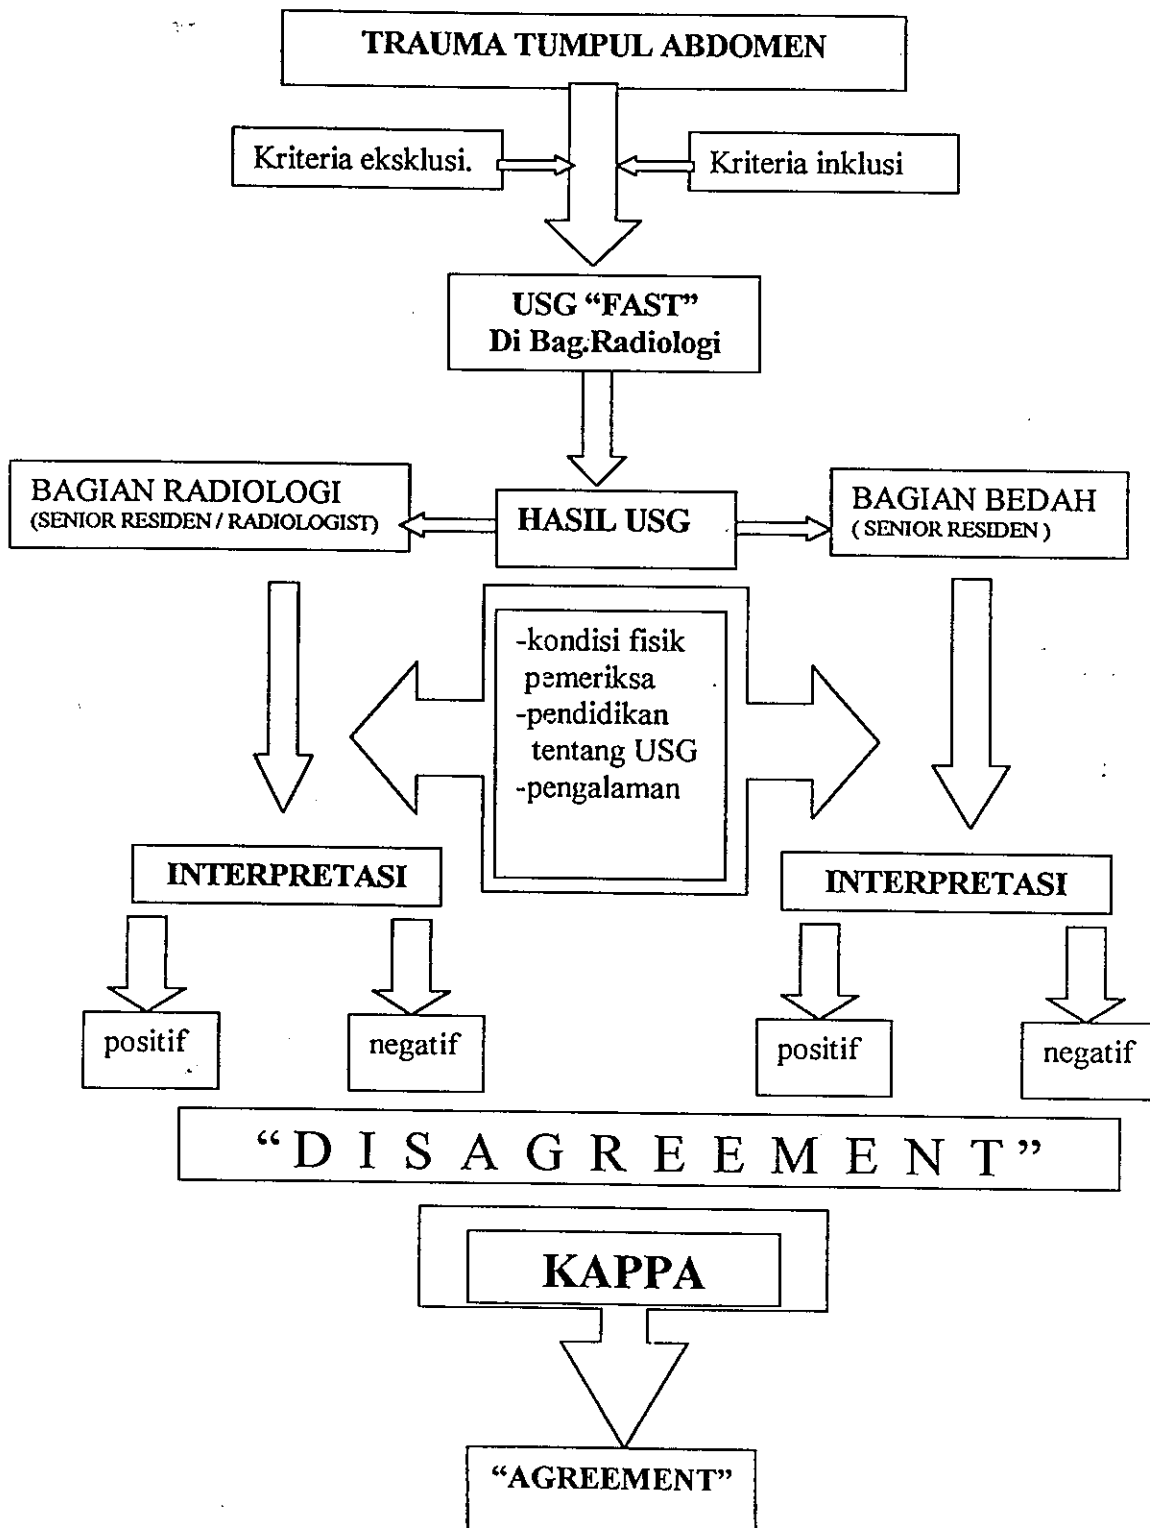 TRAUMA TUMPUL ABDOMEN
Kriteria eksklusi.
Kriteria inklusi
USG “FAST”
Di Bag.Radiologi
BAGIAN RADIOLOGI
(SENIOR RESIDEN / RADIOLOGIST)
HASIL USG
BAGIAN BEDAH
( SENIOR RESIDEN )
-kondisi fisik
pemeriksa
-pendidikan
tentang USG
-pengalaman
INTERPRETASI
INTERPRETASI
positif
negatif
positif
negatif
“D I S A G R E E M E N T”
KAPPA
“AGREEMENT”